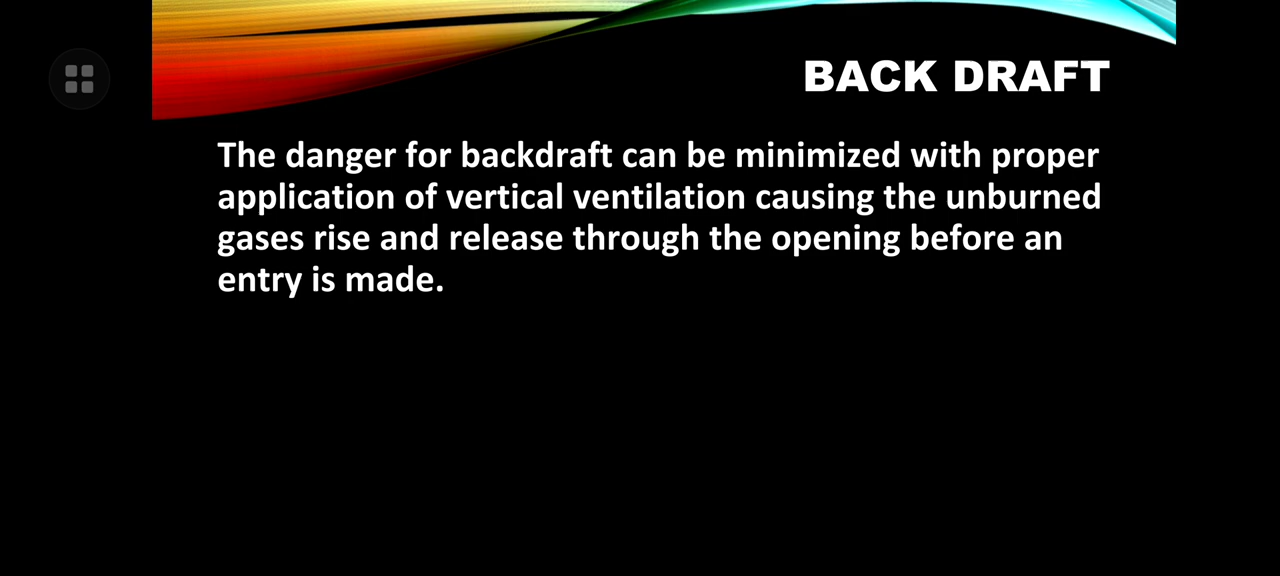 BACK DRAFT
The danger for backdraft can be minimized with proper
application of vertical ventilation causing the unburned
gases rise and release through the opening before an
entry is made.